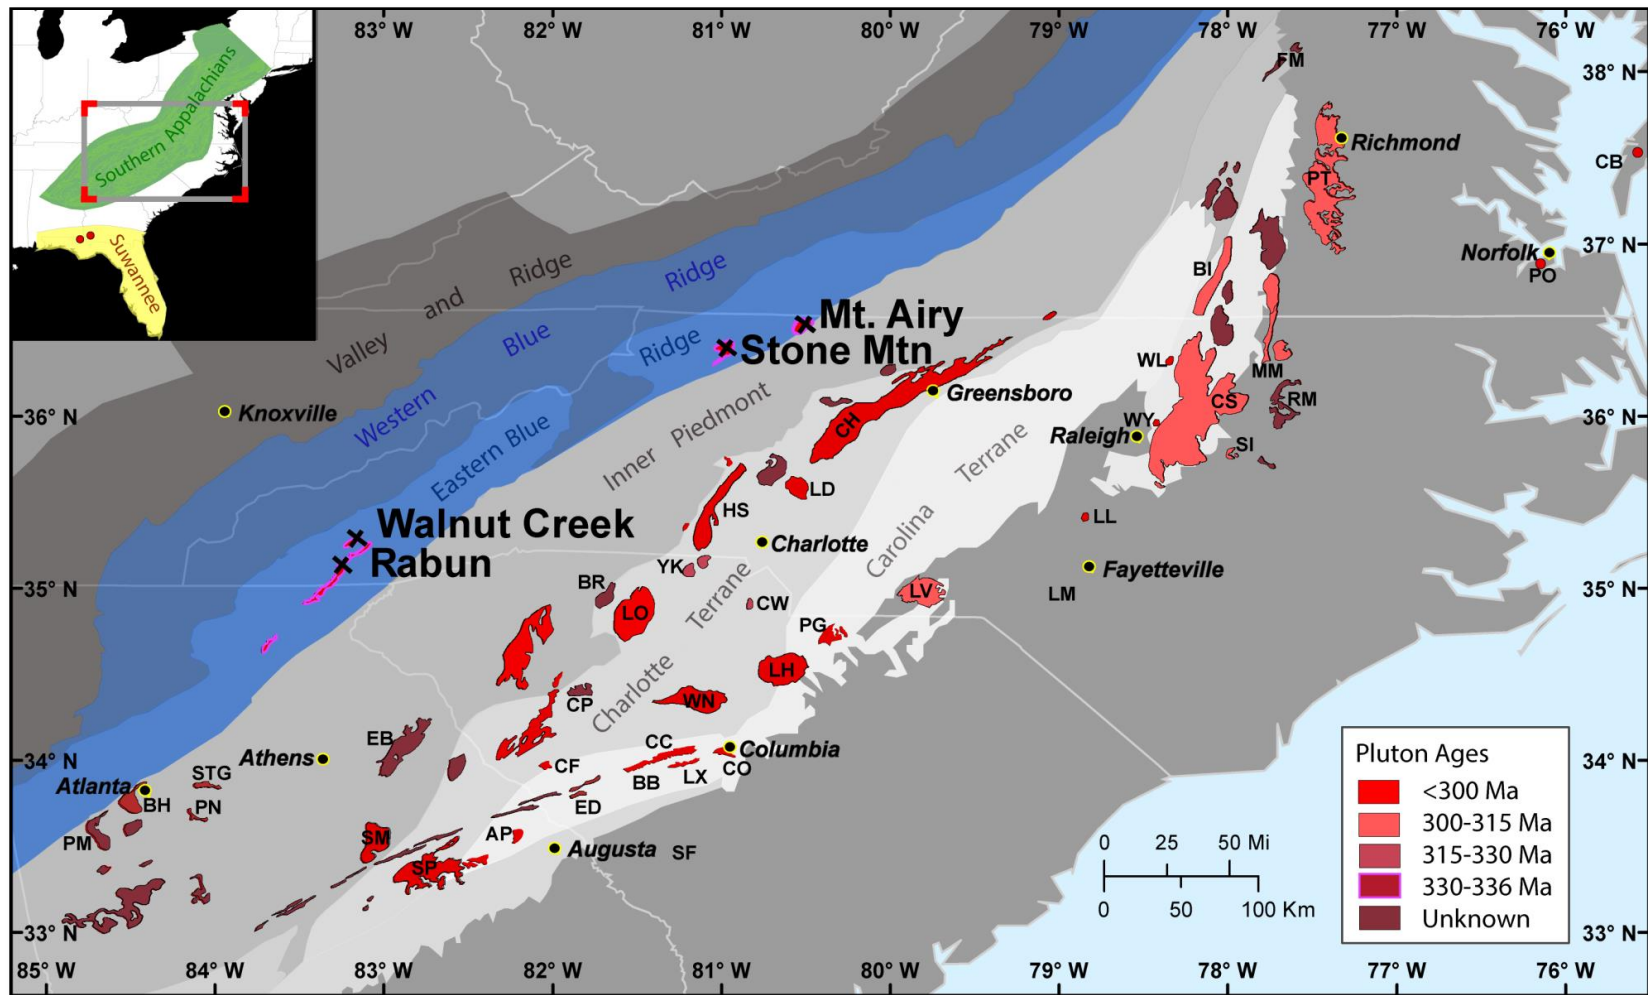 83° W
82° W
81° W
80° W
79° W
78° W
77° W
76° W
Southern Appalachians
Suwannee
38° N
37° N
36° N
35° N
34° N
33° N
36° N
35° N
34° N
33° N
FM
Richmond
PT
CB
Norfolk
PO
BI
Valley and Ridge
Western Blue Ridge
Eastern Blue Ridge
Mt. Airy
Stone Mtn
Knoxville
Inner Piedmont
Greensboro
CH
Carolina Terrane
WL
MM
CS
RM
WY
Raleigh
SI
LD
HS
LL
Walnut Creek
Rabun
Charlotte
YK
Fayetteville
BR
LO
CW
LV
LM
PG
Charlotte Terrane
LH
WN
CP
EB
CC
Columbia
CO
Athens
CF
BB
LX
STG
Atlanta
BH
PN
ED
PM
SM
AP
Augusta
SF
SP
Pluton Ages
<300 Ma
300-315 Ma
315-330 Ma
330-336 Ma
Unknown
0 25 50 Mi
0 50 100 Km
85° W
84° W
83° W
82° W
81° W
80° W
79° W
78° W
77° W
76° W